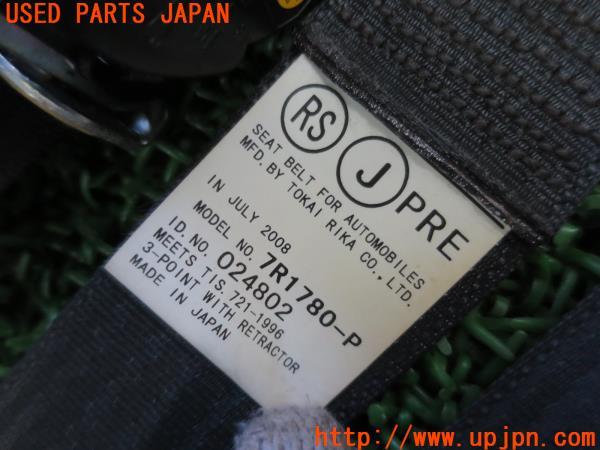 USED PARTS JAPAN
RS J PRE
SEAT BELT FOR AUTOMOBILES
MFD. BY TOKAI RIKA CO., LTD.
IN JULY 2008
MODEL NO. 7R1780-P
ID. NO. 024802
MEETS TIS. 721-1996
3-POINT WITH RETRACTOR
MADE IN JAPAN
UPJ www.upjpn.com